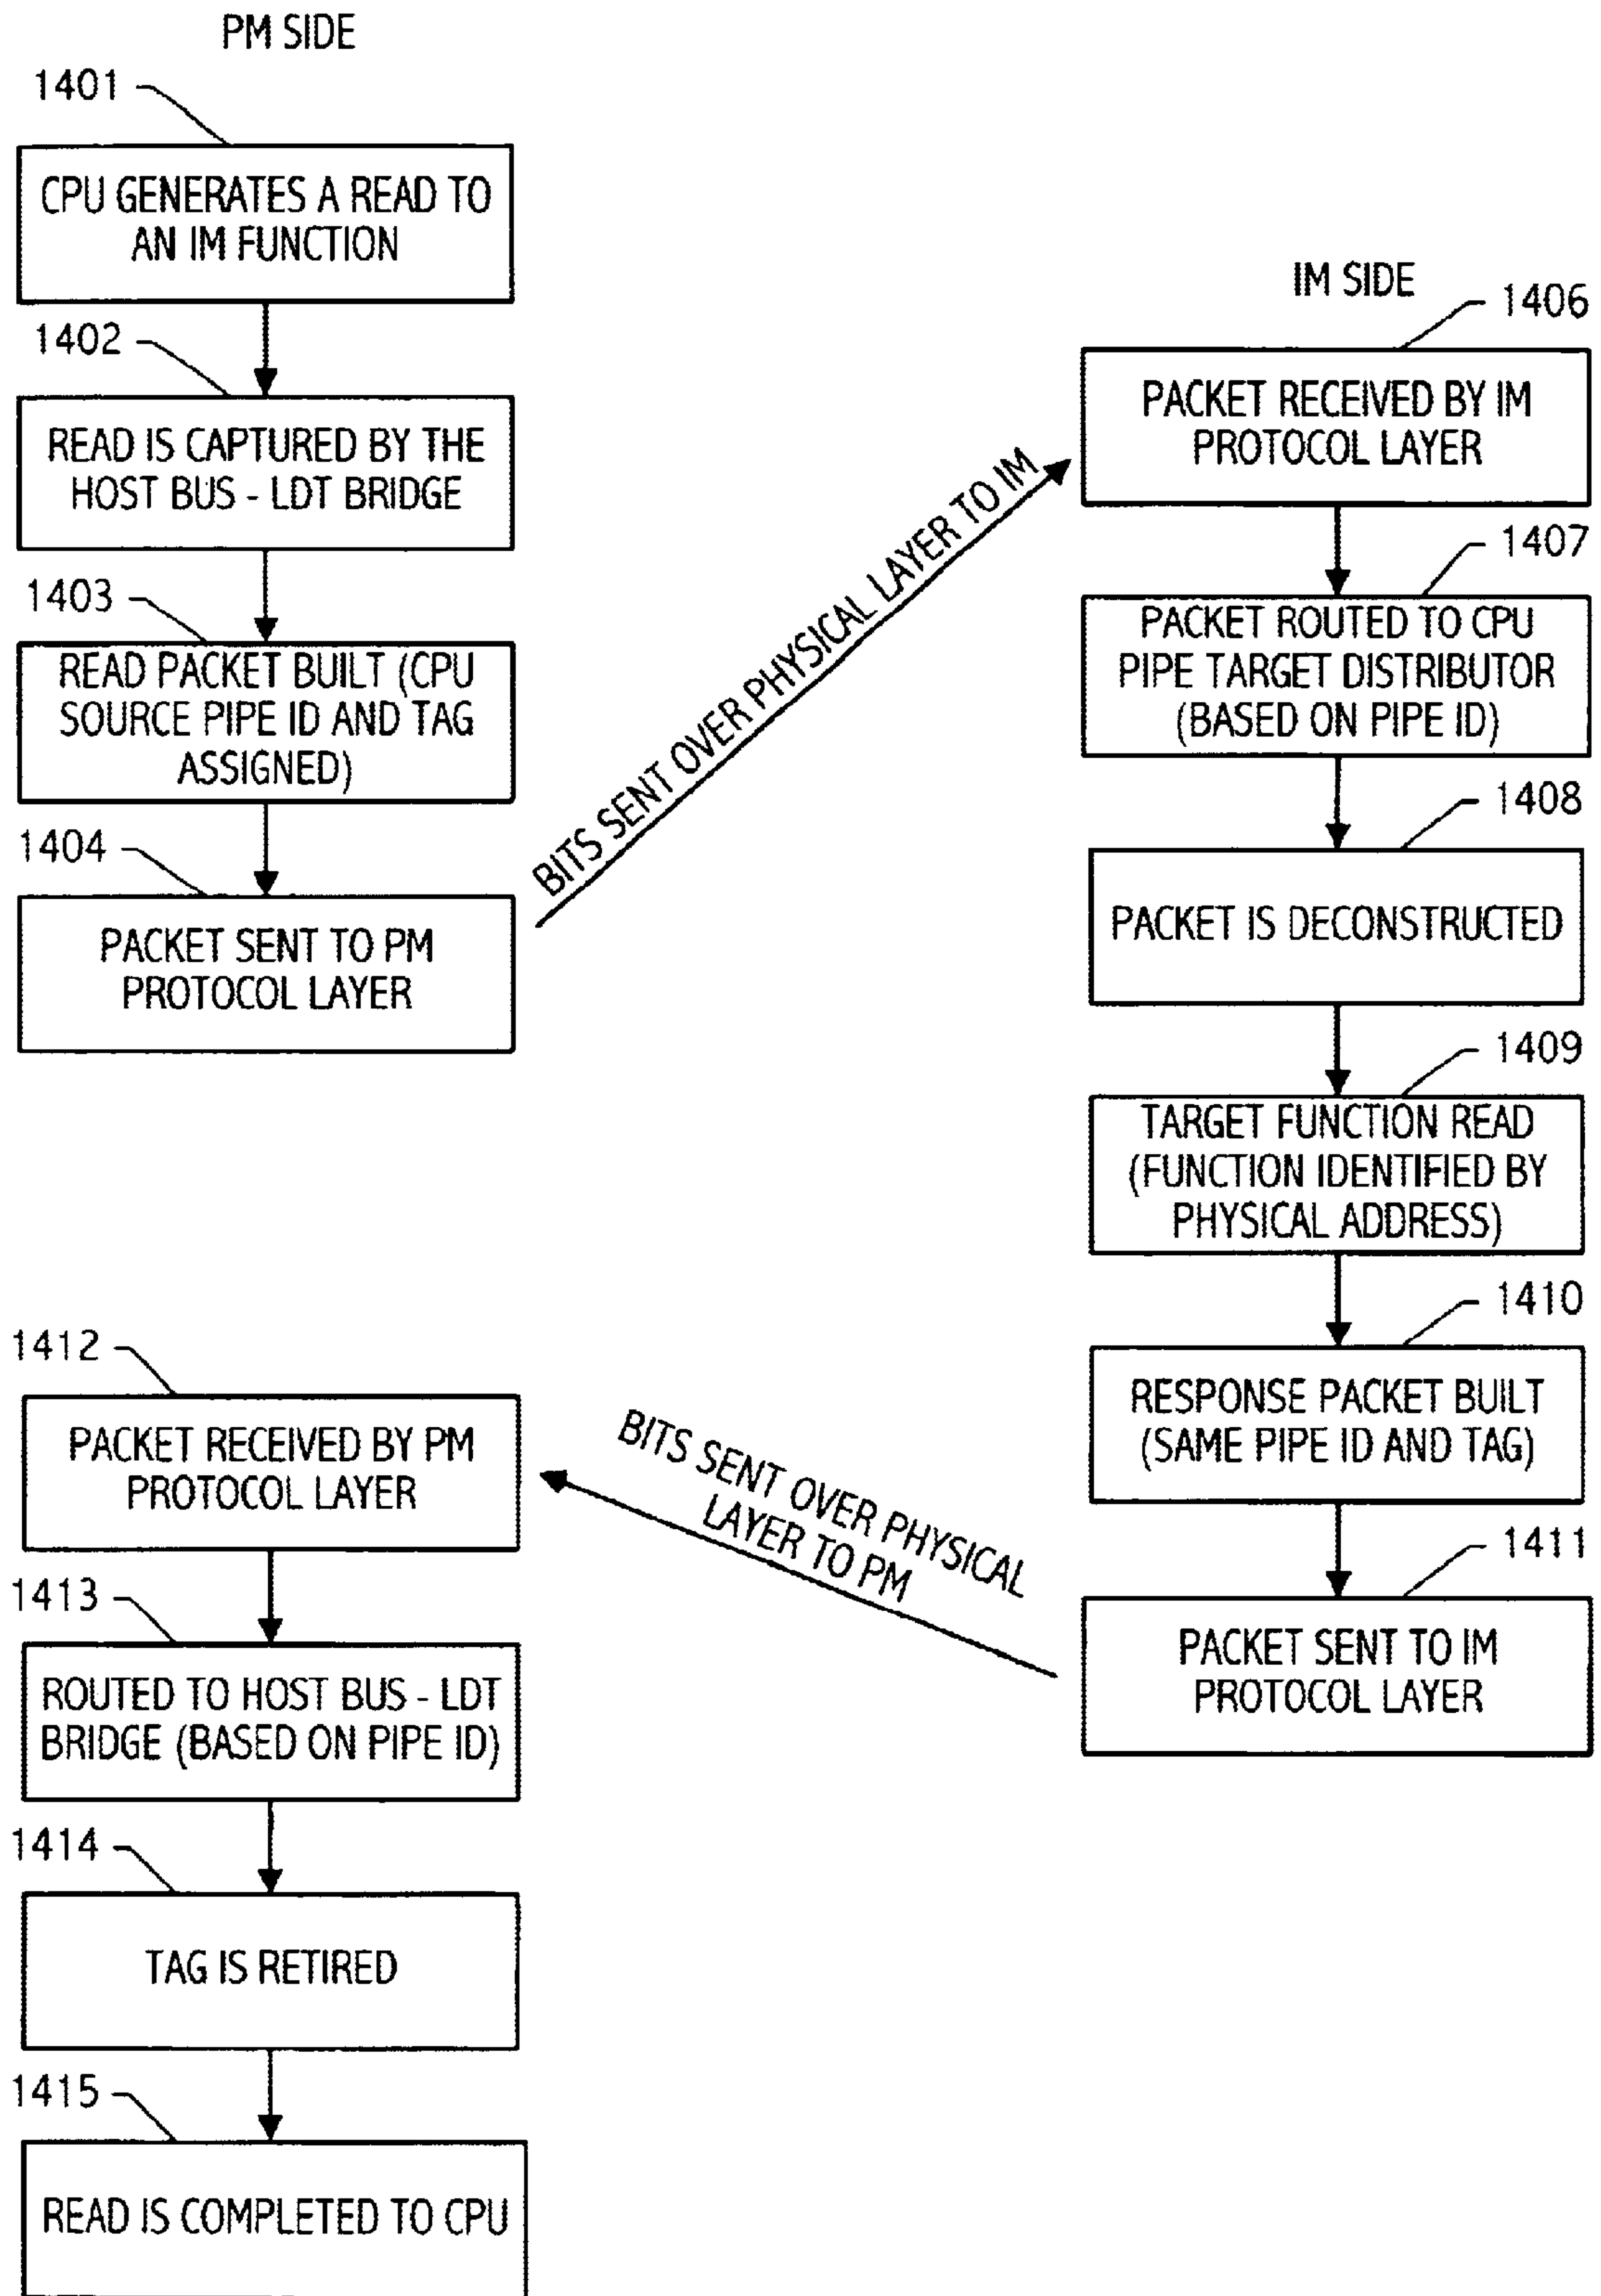 PM SIDE
1401
CPU GENERATES A READ TO
AN IM FUNCTION
1402
READ IS CAPTURED BY THE
HOST BUS - LDT BRIDGE
1403
READ PACKET BUILT (CPU
SOURCE PIPE ID AND TAG
ASSIGNED)
1404
PACKET SENT TO PM
PROTOCOL LAYER
BITS SENT OVER PHYSICAL LAYER TO IM
IM SIDE
1406
PACKET RECEIVED BY IM
PROTOCOL LAYER
1407
PACKET ROUTED TO CPU
PIPE TARGET DISTRIBUTOR
(BASED ON PIPE ID)
1408
PACKET IS DECONSTRUCTED
1409
TARGET FUNCTION READ
(FUNCTION IDENTIFIED BY
PHYSICAL ADDRESS)
1410
RESPONSE PACKET BUILT
(SAME PIPE ID AND TAG)
1411
PACKET SENT TO IM
PROTOCOL LAYER
BITS SENT OVER PHYSICAL
LAYER TO PM
1412
PACKET RECEIVED BY PM
PROTOCOL LAYER
1413
ROUTED TO HOST BUS - LDT
BRIDGE (BASED ON PIPE ID)
1414
TAG IS RETIRED
1415
READ IS COMPLETED TO CPU